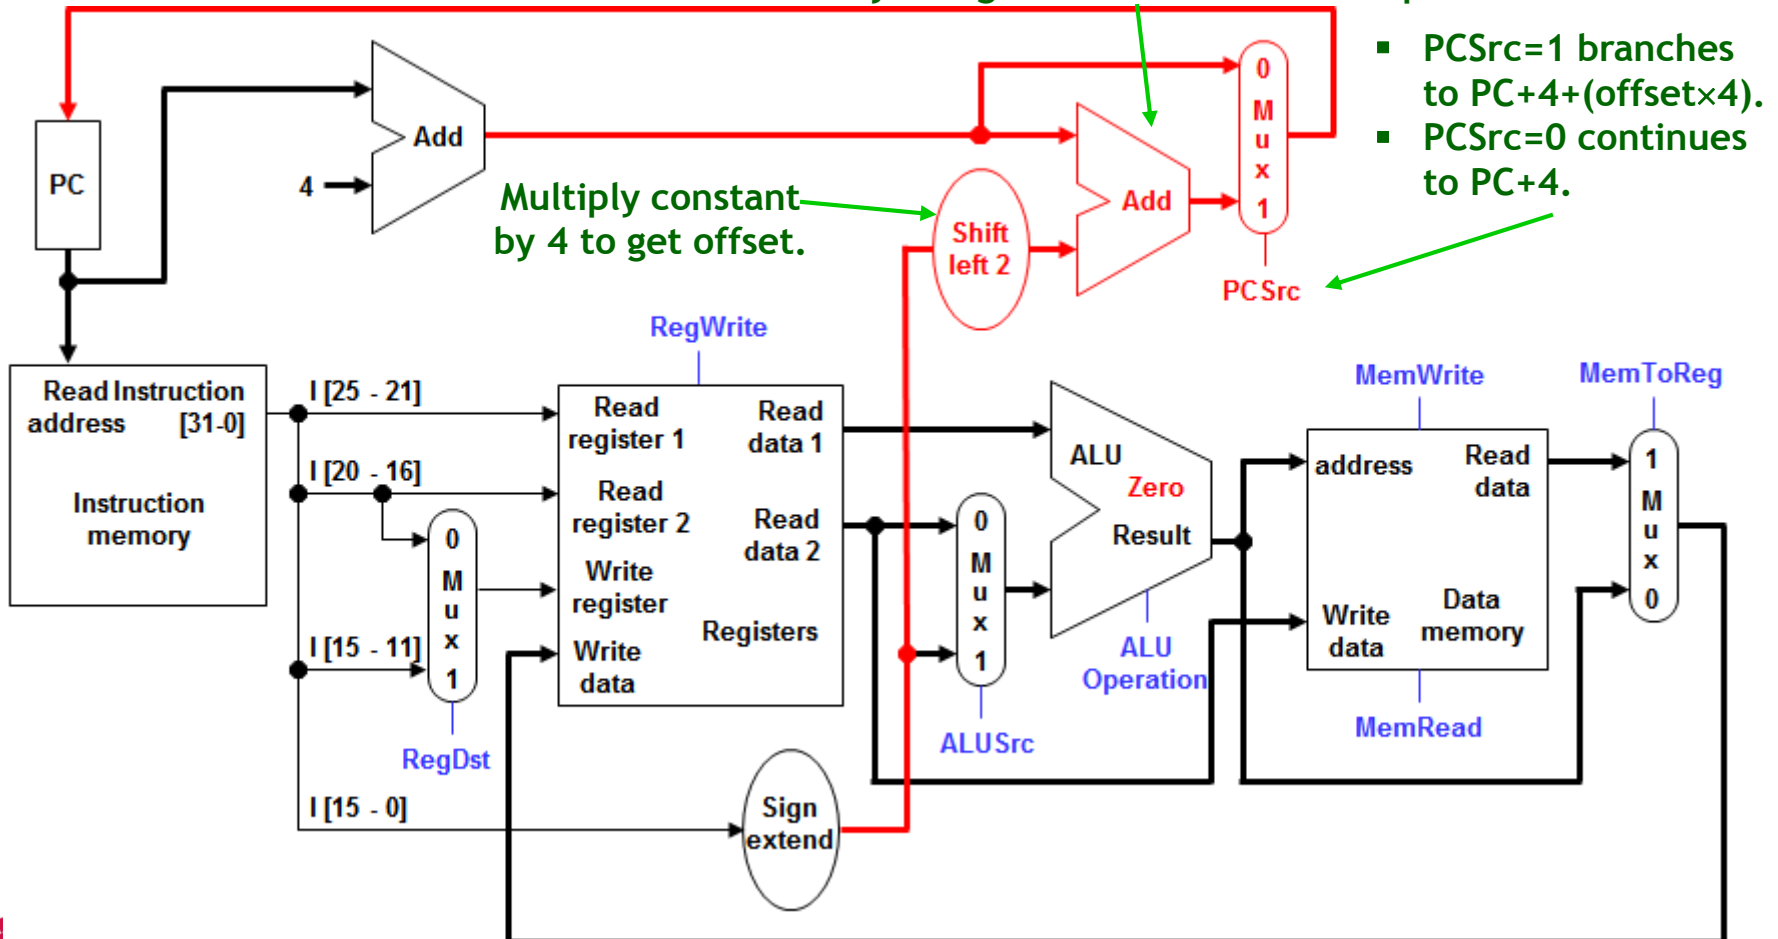 PCSrc=1 branches
to PC+4+(offset×4).
PCSrc=0 continues
to PC+4.
Multiply constant
by 4 to get offset.
PC
4
Add
Shift
left 2
Add
0
M
u
x
1
PCSrc
RegWrite
MemWrite
MemToReg
Read Instruction
address [31-0]
Instruction
memory
I [25 - 21]
I [20 - 16]
I [15 - 11]
I [15 - 0]
0
M
u
x
1
RegDst
Read
register 1
Read
data 1
Read
register 2
Read
data 2
Write
register
Registers
Write
data
Sign
extend
0
M
u
x
1
ALUSrc
ALU
Zero
Result
ALU
Operation
address
Read
data
Write
data
Data
memory
MemRead
1
M
u
x
0